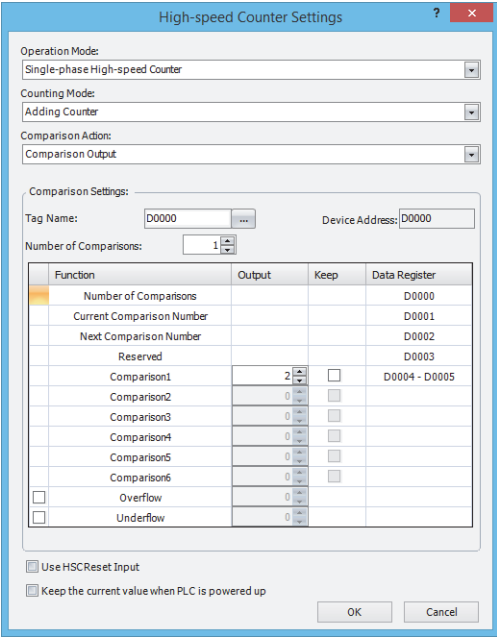 High-speed Counter Settings ? ×
Operation Mode:
Single-phase High-speed Counter
Counting Mode:
Adding Counter
Comparison Action:
Comparison Output
Comparison Settings:
Tag Name: D0000 ... Device Address: D0000
Number of Comparisons: 1
Function Output Keep Data Register
Number of Comparisons D0000
Current Comparison Number D0001
Next Comparison Number D0002
Reserved D0003
Comparison1 2 D0004 - D0005
Comparison2 0
Comparison3 0
Comparison4 0
Comparison5 0
Comparison6 0
Overflow 0
Underflow 0
Use HSCReset Input
Keep the current value when PLC is powered up
OK Cancel